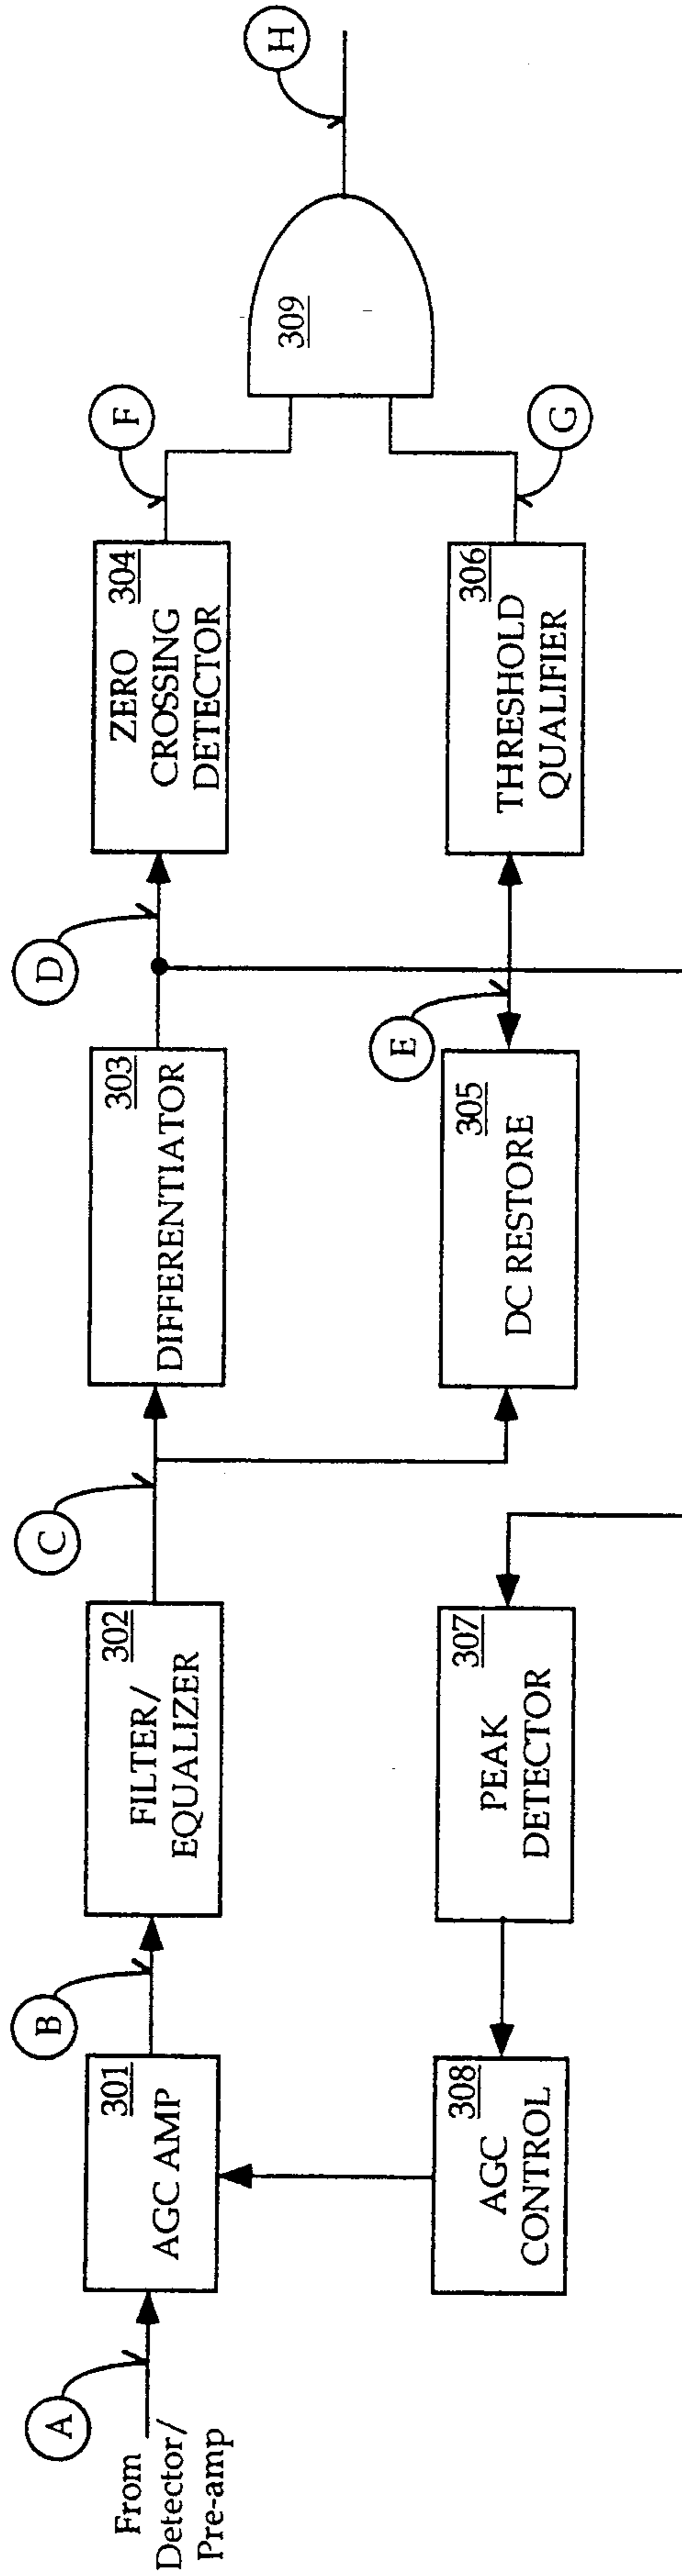 From
Detector/
Pre-amp
A
301
AGC AMP
B
302
FILTER/
EQUALIZER
C
303
DIFFERENTIATOR
D
304
ZERO
CROSSING
DETECTOR
F
308
AGC
CONTROL
307
PEAK
DETECTOR
305
DC RESTORE
E
306
THRESHOLD
QUALIFIER
G
309
H